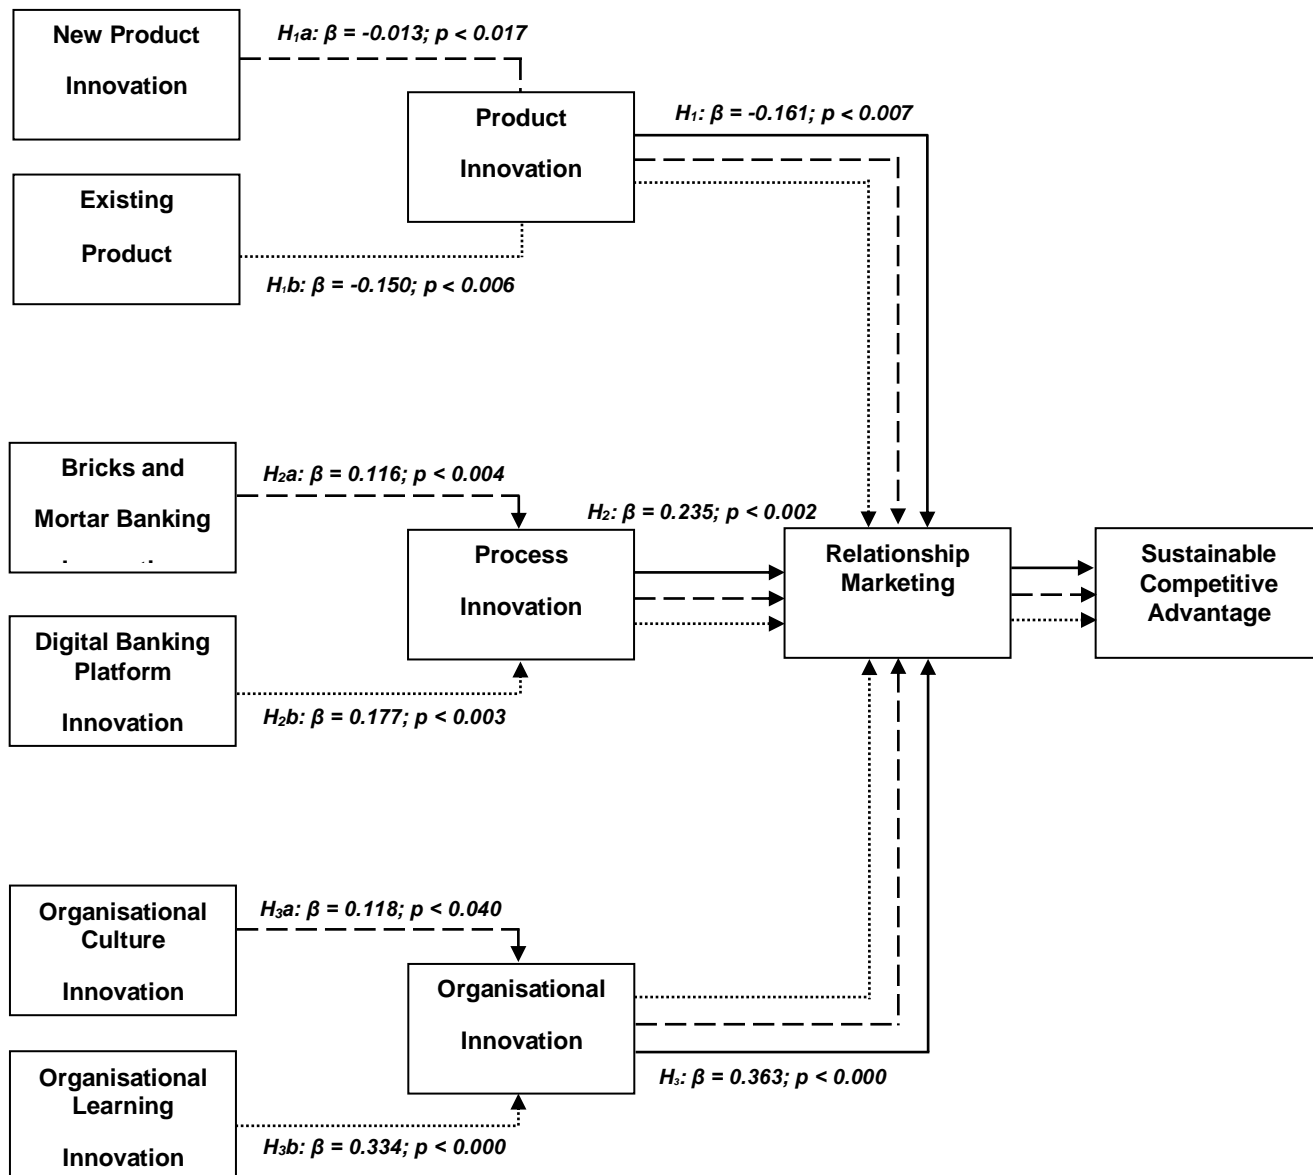 New Product
Innovation
H₁a: β = -0.013; p < 0.017
Product
Innovation
H₁: β = -0.161; p < 0.007
Existing
Product
H₁b: β = -0.150; p < 0.006
Bricks and
Mortar Banking
H₂a: β = 0.116; p < 0.004
Process
Innovation
H₂: β = 0.235; p < 0.002
Relationship
Marketing
Sustainable
Competitive
Advantage
Digital Banking
Platform
Innovation
H₂b: β = 0.177; p < 0.003
Organisational
Culture
Innovation
H₃a: β = 0.118; p < 0.040
Organisational
Innovation
H₃: β = 0.363; p < 0.000
Organisational
Learning
Innovation
H₃b: β = 0.334; p < 0.000